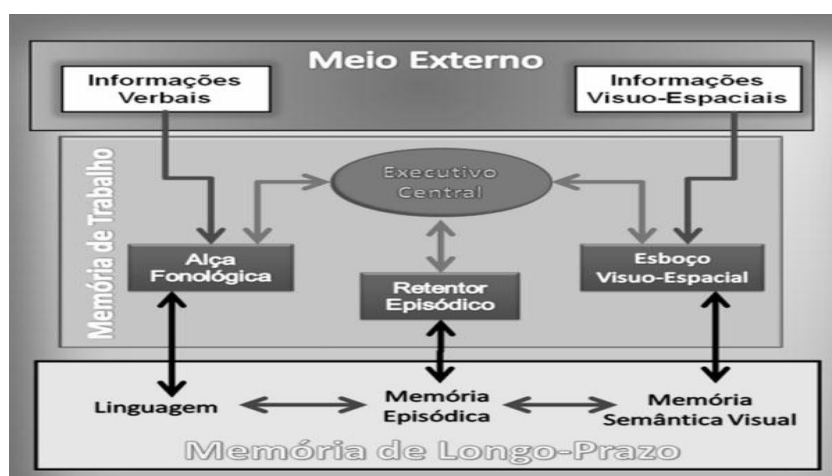 Meio Externo
Informações
Verbais
Informações
Visuo-Espaciais
Memória de Trabalho
Executivo
Central
Alça
Fonológica
Retentor
Episódico
Esboço
Visuo-Espacial
Linguagem
Memória
Episódica
Memória
Semântica Visual
Memória de Longo-Prazo